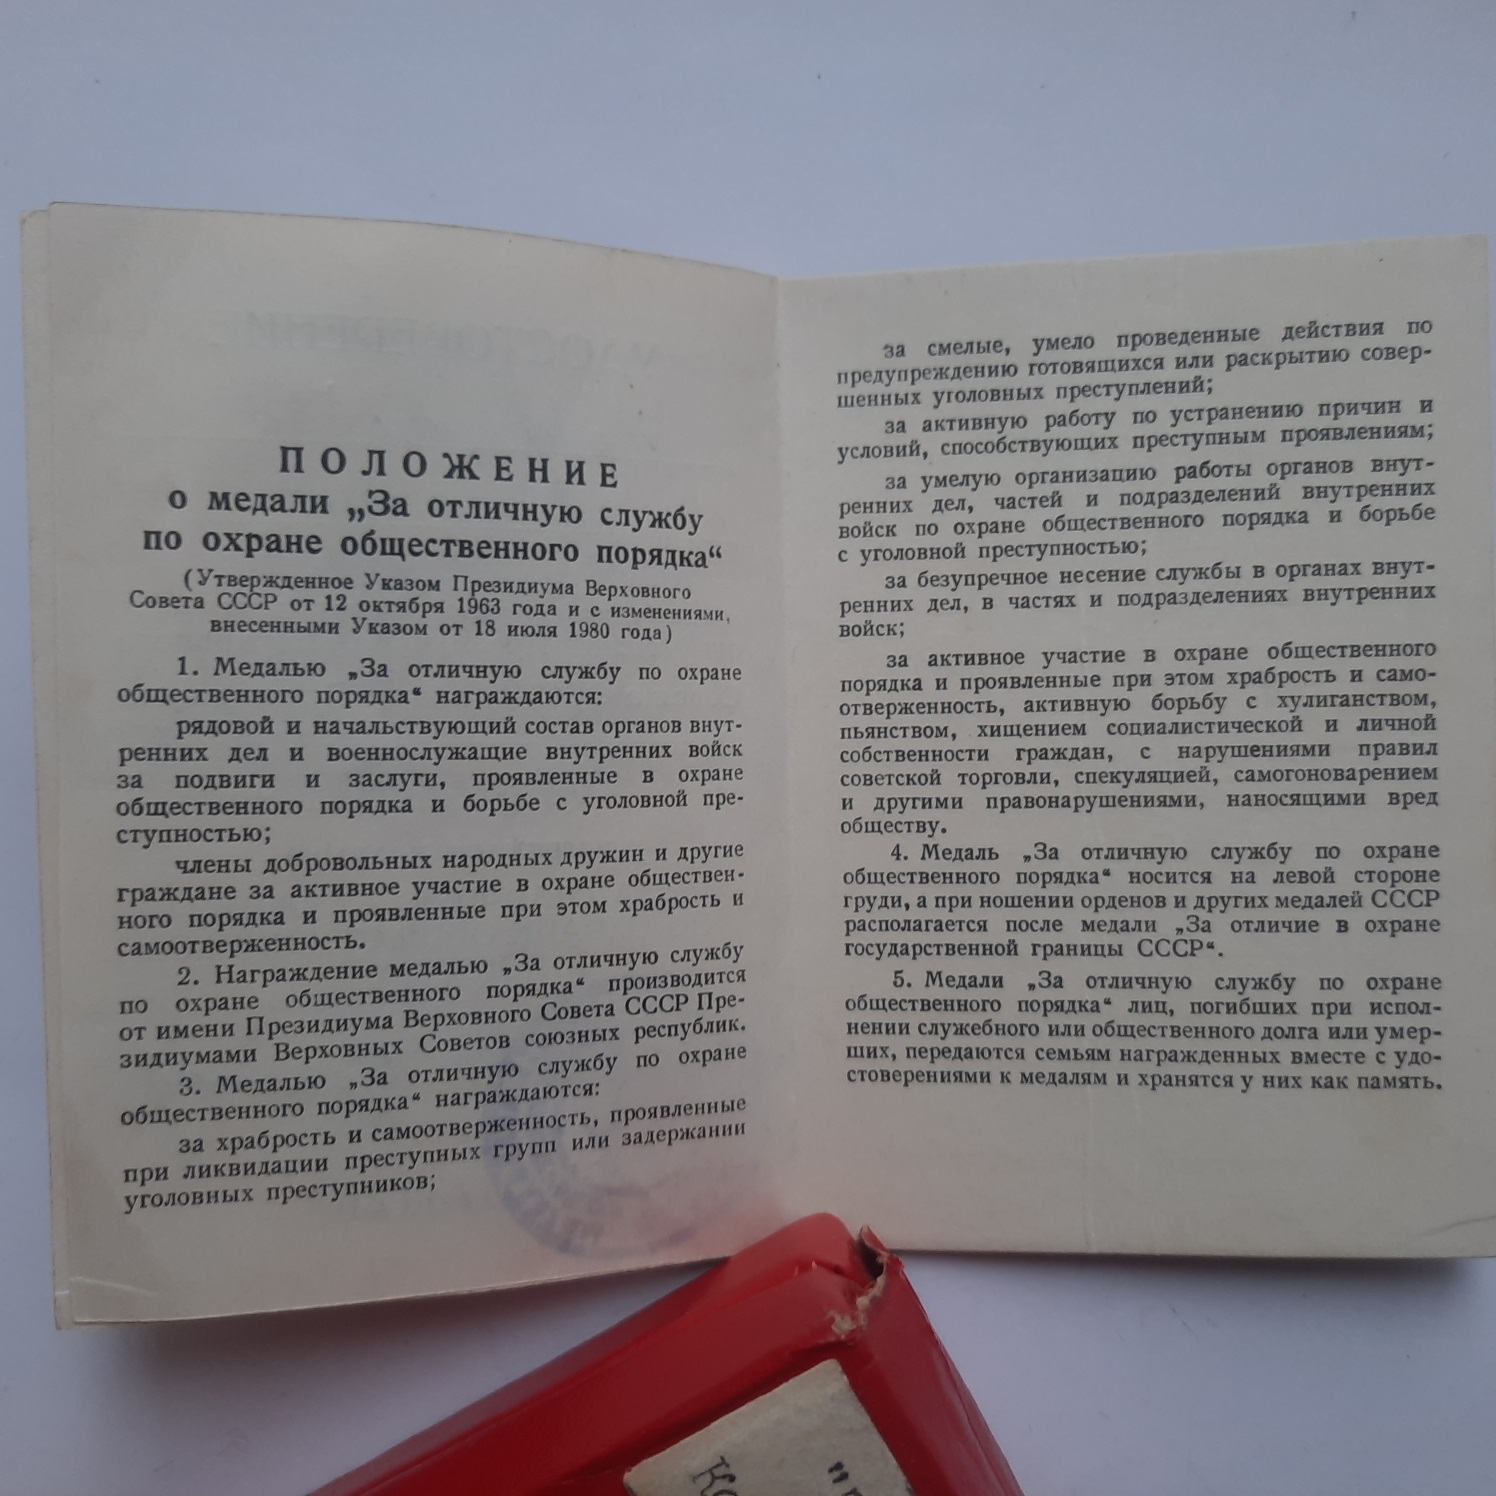 ПОЛОЖЕНИЕ
о медали „За отличную службу
по охране общественного порядка“
(Утвержденное Указом Президиума Верховного
Совета СССР от 12 октября 1963 года и с изменениями,
внесенными Указом от 18 июля 1980 года)
1. Медалью „За отличную службу по охране
общественного порядка“ награждаются:
рядовой и начальствующий состав органов внут-
ренних дел и военнослужащие внутренних войск
за подвиги и заслуги, проявленные в охране
общественного порядка и борьбе с уголовной пре-
ступностью;
члены добровольных народных дружин и другие
граждане за активное участие в охране обществен-
ного порядка и проявленные при этом храбрость и
самоотверженность.
2. Награждение медалью „За отличную службу
по охране общественного порядка“ производится
от имени Президиума Верховного Совета СССР Пре-
зидиумами Верховных Советов союзных республик.
3. Медалью „За отличную службу по охране
общественного порядка“ награждаются:
за храбрость и самоотверженность, проявленные
при ликвидации преступных групп или задержании
уголовных преступников;
за смелые, умело проведенные действия по
предупреждению готовящихся или раскрытию совер-
шенных уголовных преступлений;
за активную работу по устранению причин и
условий, способствующих преступным проявлениям;
за умелую организацию работы органов внут-
ренних дел, частей и подразделений внутренних
войск по охране общественного порядка и борьбе
с уголовной преступностью;
за безупречное несение службы в органах внут-
ренних дел, в частях и подразделениях внутренних
войск;
за активное участие в охране общественного
порядка и проявленные при этом храбрость и само-
отверженность, активную борьбу с хулиганством,
пьянством, хищением социалистической и личной
собственности граждан, с нарушениями правил
советской торговли, спекуляцией, самогоноварением
и другими правонарушениями, наносящими вред
обществу.
4. Медаль „За отличную службу по охране
общественного порядка“ носится на левой стороне
груди, а при ношении орденов и других медалей СССР
располагается после медали „За отличие в охране
государственной границы СССР“.
5. Медали „За отличную службу по охране
общественного порядка“ лиц, погибших при испол-
нении служебного или общественного долга или умер-
ших, передаются семьям награжденных вместе с удо-
стоверениями к медалям и хранятся у них как память.